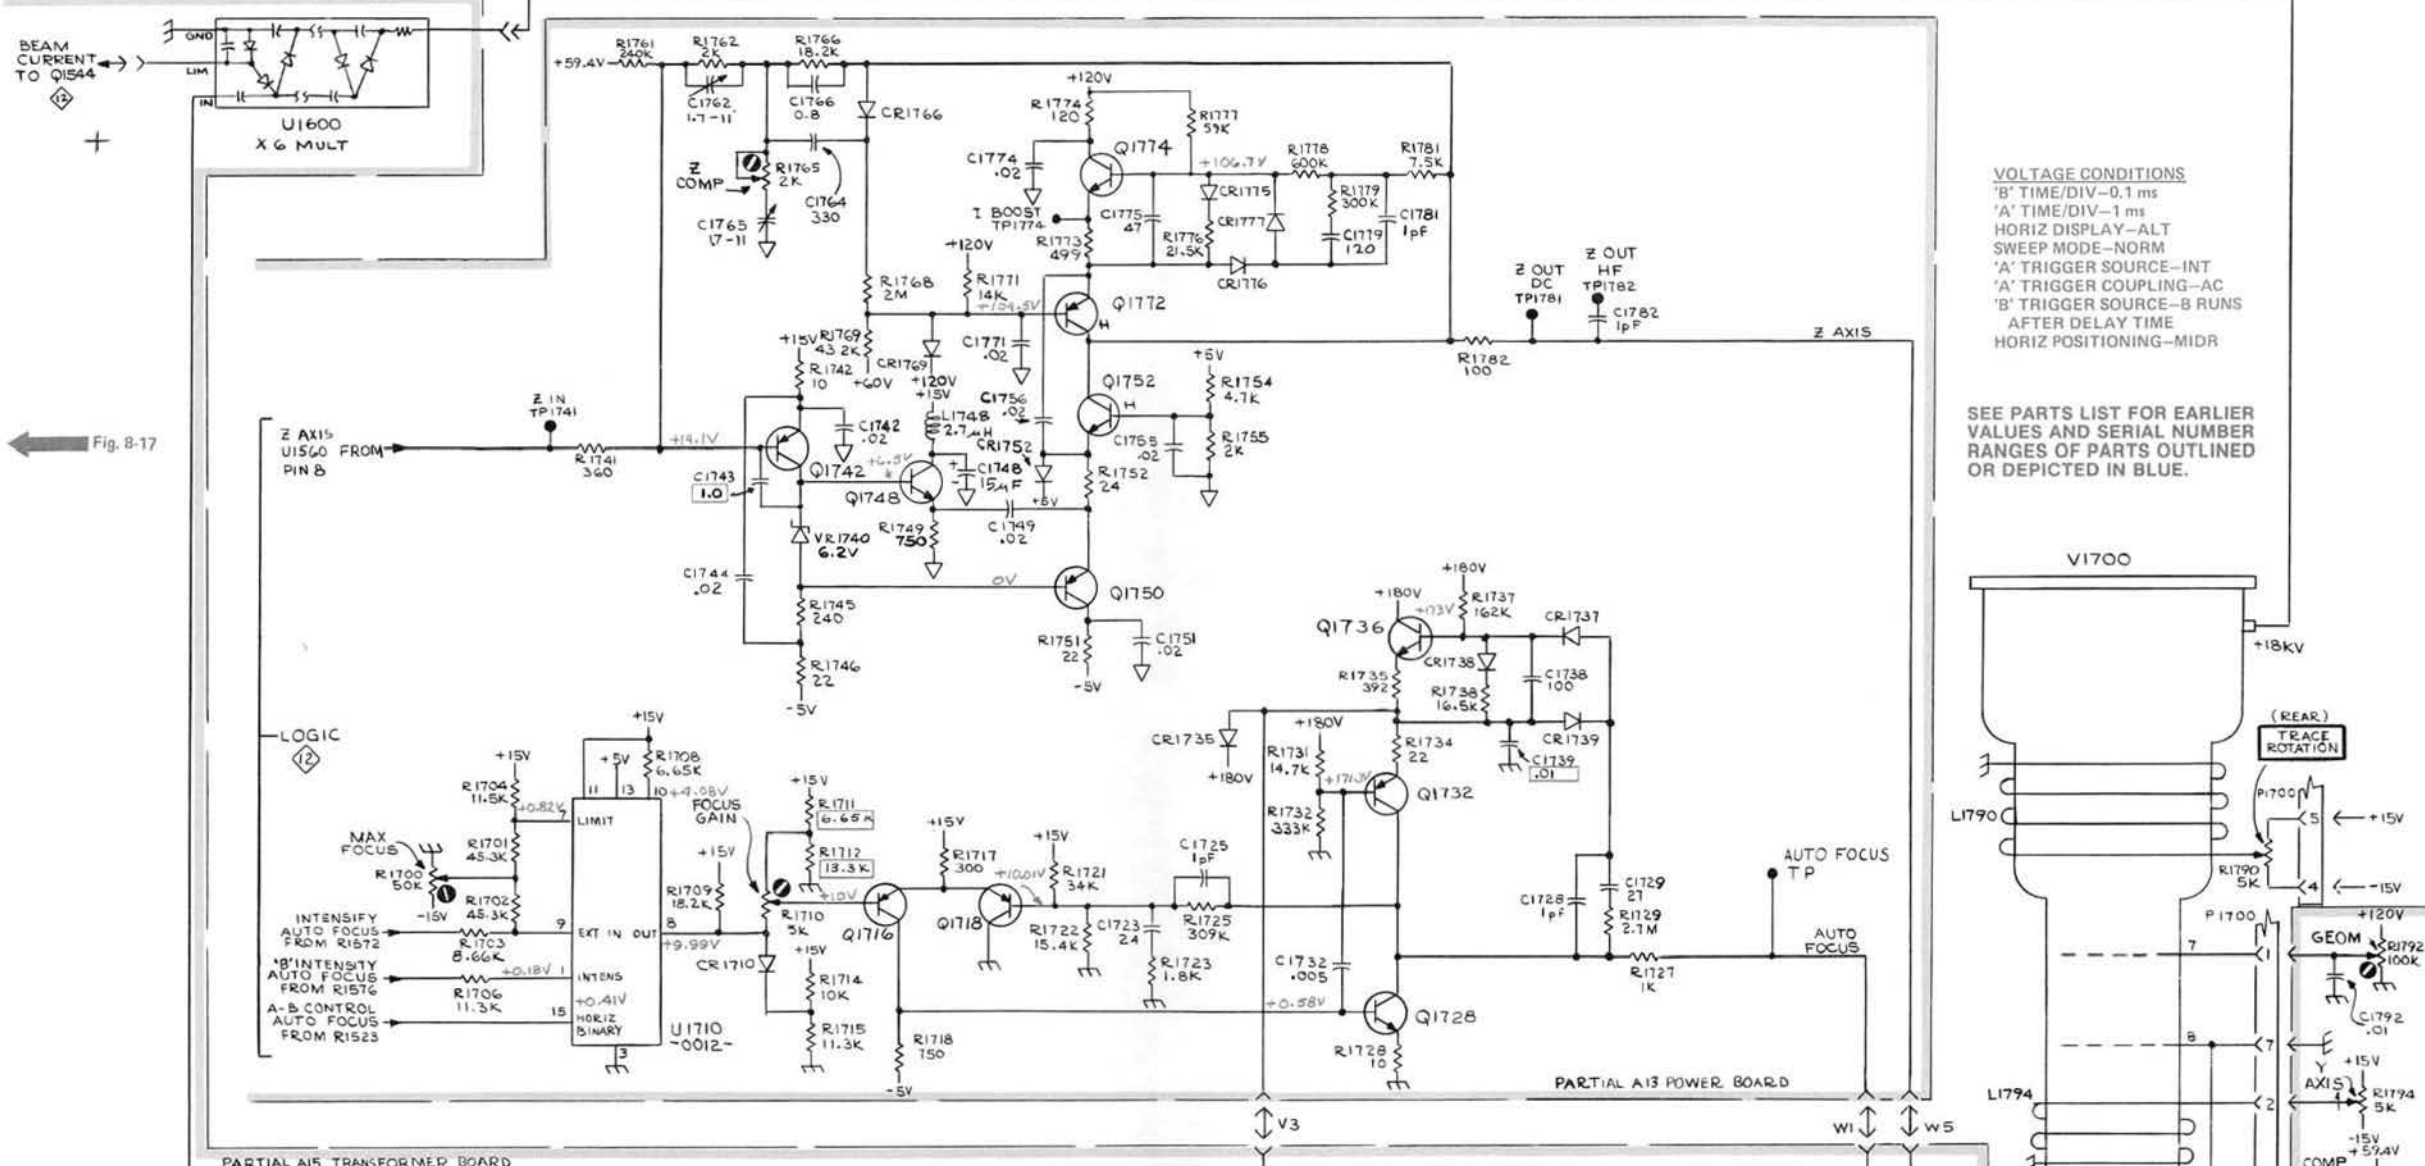 BEAM
CURRENT
TO Q1544
12
GND
LIM
IN
U1600
X 6 MULT
+59.4V
R1761
240K
R1762
2K
C1762
1.7-11
R1766
18.2K
C1766
0.8
CR1766
Z
COMP
R1765
2K
C1764
330
C1765
1.7-11
+120V
R1774
120
R1777
59K
C1774
.02
Q1774
+106.7V
R1778
600K
R1781
7.5K
I BOOST
TP1774
C1775
47
CR1775
CR1777
R1779
300K
C1781
1pF
R1773
499
R1776
21.5K
C1779
120
CR1776
+120V
R1768
2M
R1771
14K
+104.5V
Q1772
H
Z OUT
DC
TP1781
Z OUT
HF
TP1782
C1782
1pF
Z AXIS
R1782
100
+15V
R1769
43.2K
R1742
10
+60V
CR1769
+120V
+15V
C1771
.02
C1756
.02
Q1752
H
+5V
R1754
4.7K
R1755
2K
C1755
.02
R1752
24
CR1752
+5V
L1748
2.7µH
C1748
15µF
Z IN
TP1741
Fig. 8-17
Z AXIS
U1560 FROM
PIN 8
R1741
360
+14.1V
C1742
.02
Q1742
+6.5V
*
Q1748
C1743
1.0
VR1740
6.2V
R1749
750
C1749
.02
C1744
.02
0V
Q1750
R1745
240
R1746
22
-5V
R1751
22
C1751
.02
-5V
LOGIC
12
+15V
R1704
11.5K
+0.82V
7
LIMIT
11
+5V
13
+15V
R1708
6.65K
10
+4.08V
MAX
FOCUS
R1700
50K
-15V
R1701
45.3K
R1702
45.3K
INTENSIFY
AUTO FOCUS
FROM R1572
R1703
8.66K
9
EXT IN OUT
8
+9.99V
'B' INTENSITY
AUTO FOCUS
FROM R1576
R1706
11.3K
+0.18V
1
INTENS
A-B CONTROL
AUTO FOCUS
FROM R1523
+0.41V
15
HORIZ
BINARY
3
U1710
-0012-
FOCUS
GAIN
+15V
R1711
6.65K
R1712
13.3K
+15V
R1709
18.2K
R1710
5K
+10V
CR1710
+15V
R1714
10K
R1715
11.3K
Q1716
+15V
R1717
300
Q1718
R1718
750
-5V
+10.01V
+15V
R1721
34K
R1722
15.4K
C1723
24
R1723
1.8K
C1725
1pF
R1725
309K
CR1735
+180V
+180V
R1731
14.7K
+171.3V
R1732
333K
C1732
.005
+0.58V
Q1728
R1728
10
+180V
+173V
Q1736
+180V
R1737
162K
CR1737
CR1738
C1738
100
R1735
392
R1738
16.5K
CR1739
C1739
.01
R1734
22
Q1732
C1728
1pF
C1729
27
R1729
2.7M
AUTO FOCUS
TP
AUTO
FOCUS
R1727
1K
PARTIAL A13 POWER BOARD
V3
W1
W5
PARTIAL A15 TRANSFORMER BOARD
VOLTAGE CONDITIONS
'B' TIME/DIV–0.1 ms
'A' TIME/DIV–1 ms
HORIZ DISPLAY–ALT
SWEEP MODE–NORM
'A' TRIGGER SOURCE–INT
'A' TRIGGER COUPLING–AC
'B' TRIGGER SOURCE–B RUNS
AFTER DELAY TIME
HORIZ POSITIONING–MIDR
SEE PARTS LIST FOR EARLIER
VALUES AND SERIAL NUMBER
RANGES OF PARTS OUTLINED
OR DEPICTED IN BLUE.
V1700
+18KV
(REAR)
TRACE
ROTATION
L1790
P1700
5
+15V
R1790
5K
4
-15V
P1700
7
1
GEOM
+120V
R1792
100K
C1792
.01
8
7
Y
AXIS
+15V
L1794
2
R1794
5K
-15V
+59.4V
COMP